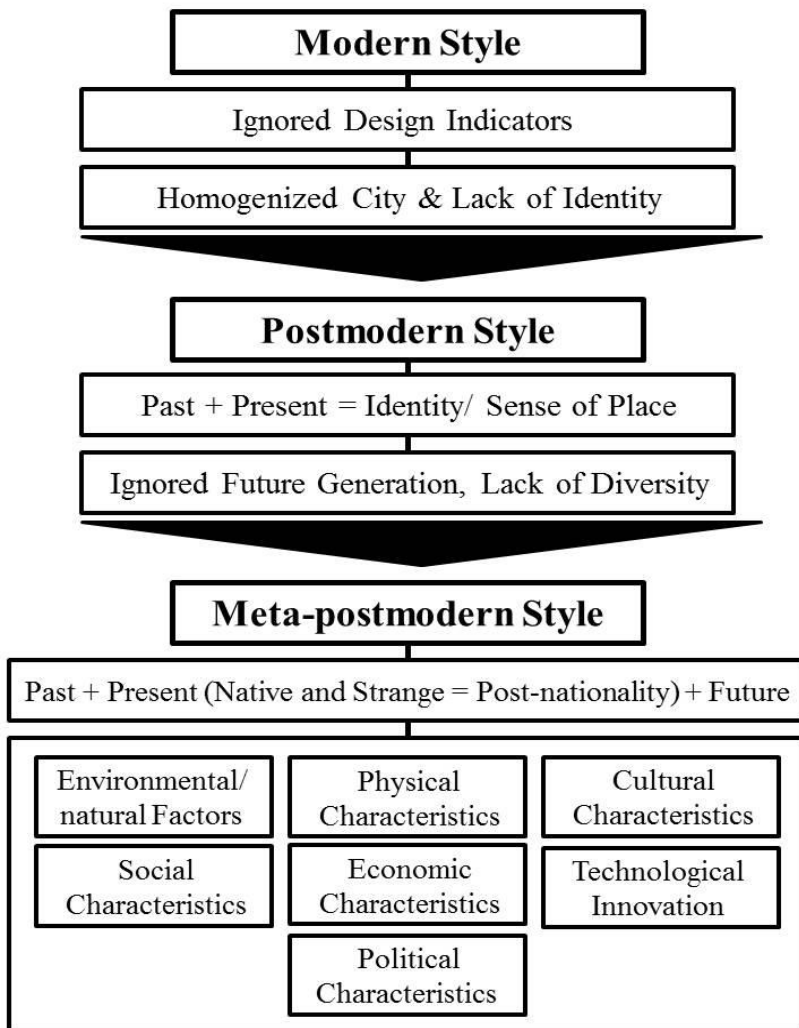 Modern Style
Ignored Design Indicators
Homogenized City & Lack of Identity
Postmodern Style
Past + Present = Identity/ Sense of Place
Ignored Future Generation, Lack of Diversity
Meta-postmodern Style
Past + Present (Native and Strange = Post-nationality) + Future
Environmental/
natural Factors
Physical
Characteristics
Cultural
Characteristics
Social
Characteristics
Economic
Characteristics
Technological
Innovation
Political
Characteristics